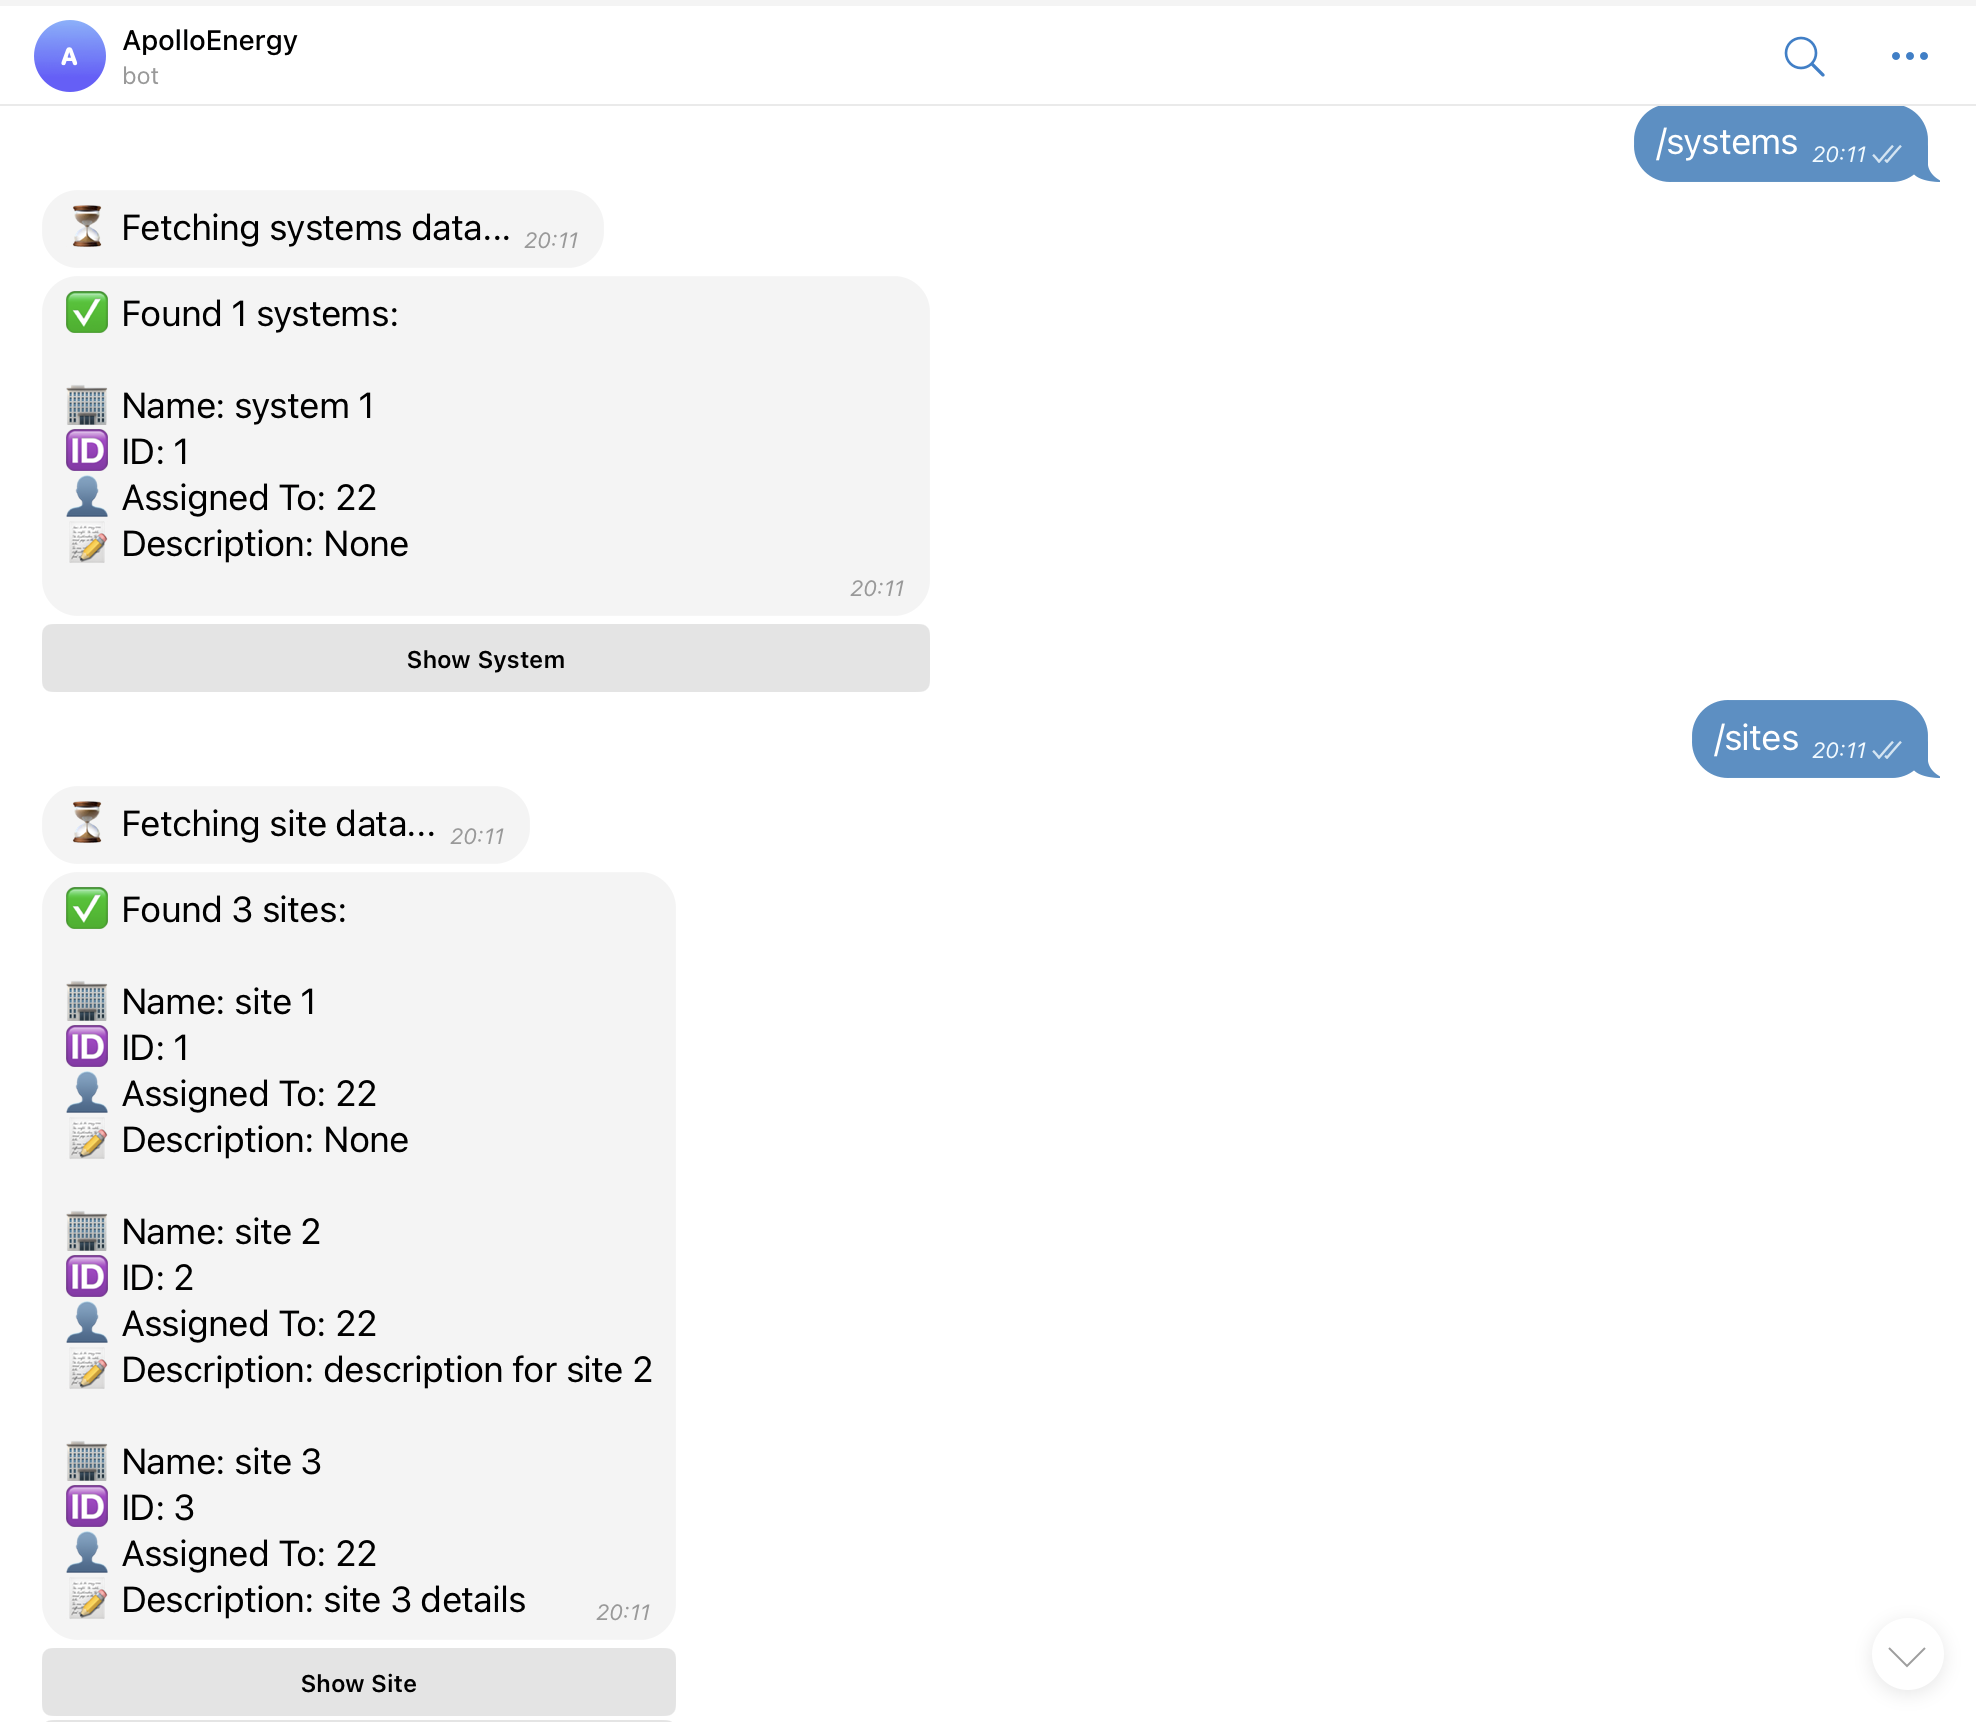 A
ApolloEnergy
bot
/systems 20:11
⏳ Fetching systems data... 20:11
✅ Found 1 systems:
🏢 Name: system 1
🆔 ID: 1
👤 Assigned To: 22
📝 Description: None
20:11
Show System
/sites 20:11
⏳ Fetching site data... 20:11
✅ Found 3 sites:
🏢 Name: site 1
🆔 ID: 1
👤 Assigned To: 22
📝 Description: None
🏢 Name: site 2
🆔 ID: 2
👤 Assigned To: 22
📝 Description: description for site 2
🏢 Name: site 3
🆔 ID: 3
👤 Assigned To: 22
📝 Description: site 3 details 20:11
Show Site